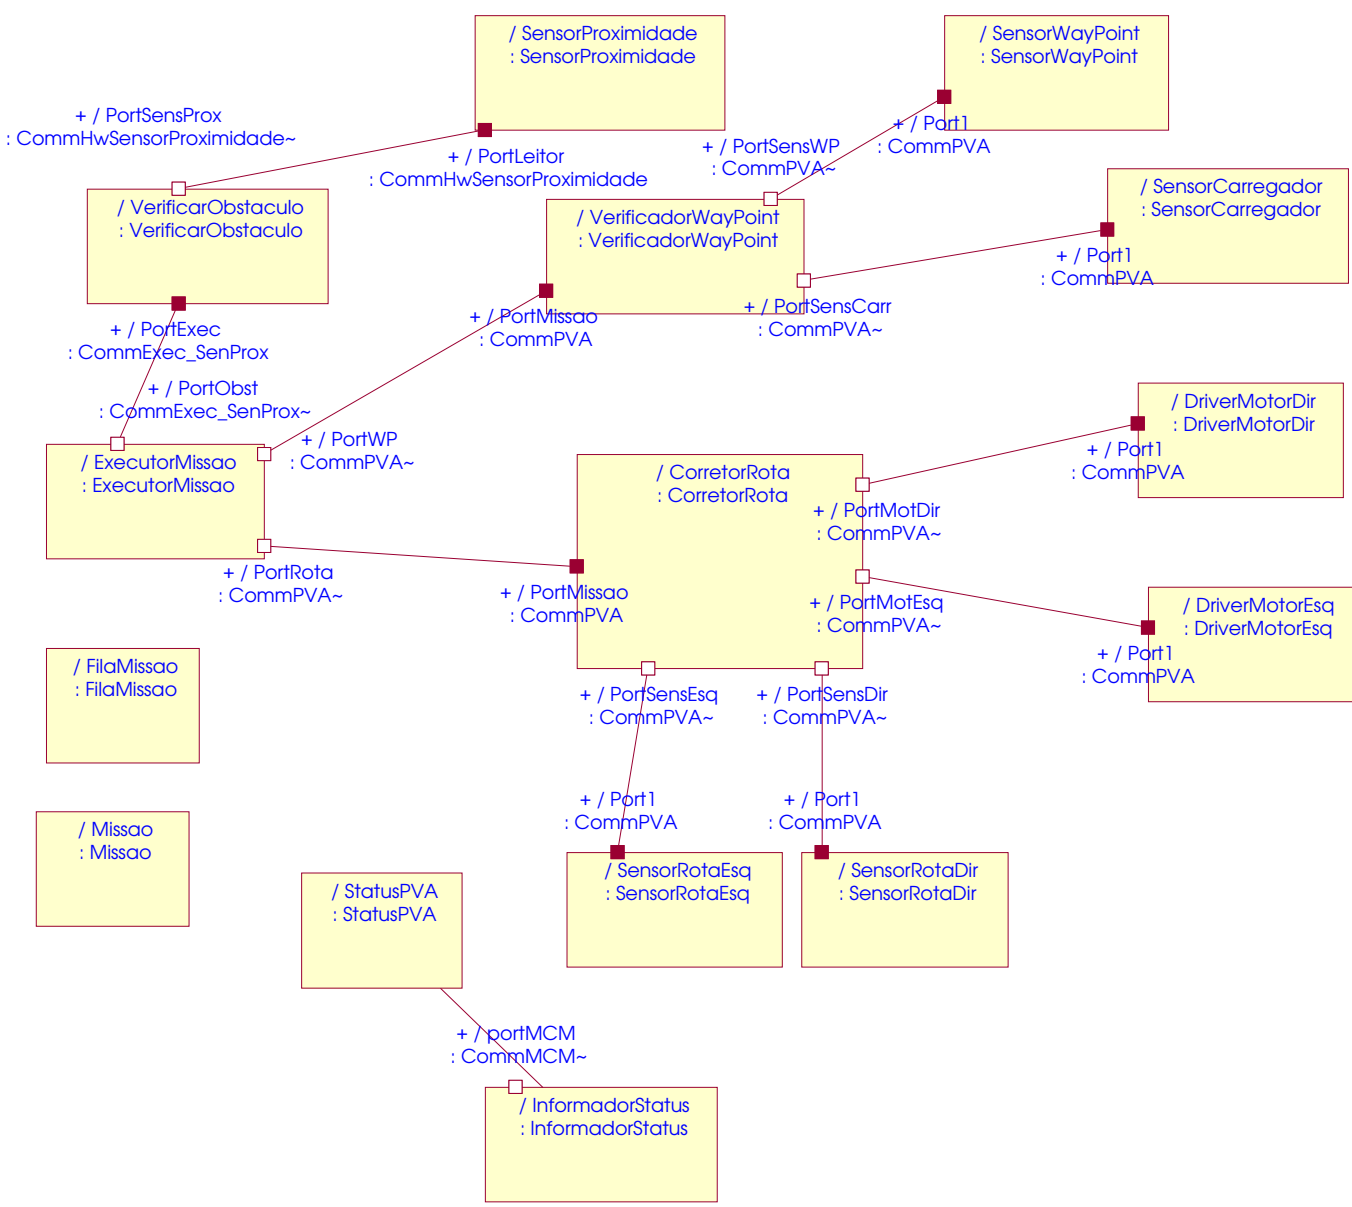 / SensorProximidade
: SensorProximidade
/ SensorWayPoint
: SensorWayPoint
+ / PortSensProx
: CommHwSensorProximidade~
+ / Port1
: CommPVA
+ / PortSensWP
: CommPVA~
+ / PortLeitor
: CommHwSensorProximidade
/ SensorCarregador
: SensorCarregador
/ VerificarObstaculo
: VerificarObstaculo
/ VerificadorWayPoint
: VerificadorWayPoint
+ / Port1
: CommPVA
+ / PortSensCarr
: CommPVA~
+ / PortMissao
: CommPVA
+ / PortExec
: CommExec_SenProx
+ / PortObst
: CommExec_SenProx~
/ DriverMotorDir
: DriverMotorDir
+ / PortWP
: CommPVA~
+ / Port1
: CommPVA
/ ExecutorMissao
: ExecutorMissao
/ CorretorRota
: CorretorRota
+ / PortMotDir
: CommPVA~
+ / PortRota
: CommPVA~
+ / PortMissao
: CommPVA
+ / PortMotEsq
: CommPVA~
/ DriverMotorEsq
: DriverMotorEsq
+ / Port1
: CommPVA
/ FilaMissao
: FilaMissao
+ / PortSensEsq
: CommPVA~
+ / PortSensDir
: CommPVA~
+ / Port1
: CommPVA
+ / Port1
: CommPVA
/ Missao
: Missao
/ SensorRotaEsq
: SensorRotaEsq
/ SensorRotaDir
: SensorRotaDir
/ StatusPVA
: StatusPVA
+ / portMCM
: CommMCM~
/ InformadorStatus
: InformadorStatus